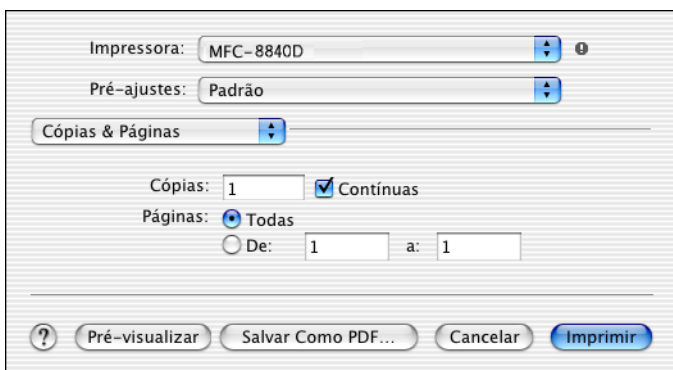 Impressora: MFC-8840D
Pré-ajustes: Padrão
Cópias & Páginas
Cópias: 1 Contínuas
Páginas: Todas
De: 1 a: 1
? Pré-visualizar Salvar Como PDF... Cancelar Imprimir